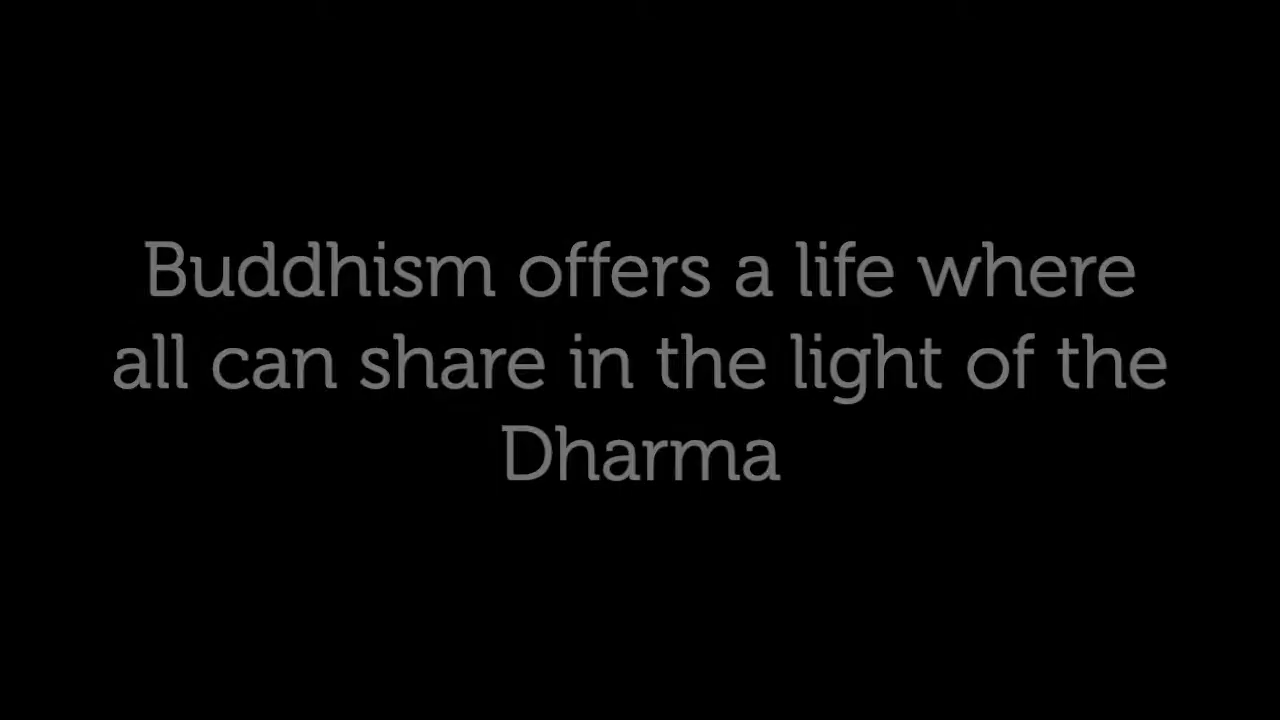 Buddhism offers a life where
all can share in the light of the
Dharma